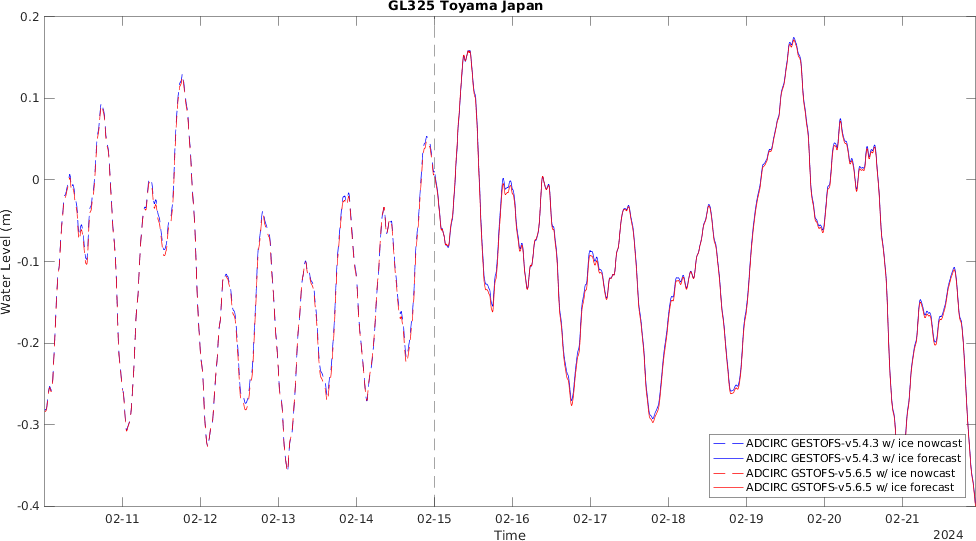 GL325 Toyama Japan
0.2
0.1
0
-0.1
-0.2
-0.3
-0.4
Water Level (m)
ADCIRC GESTOFS-v5.4.3 w/ ice nowcast
ADCIRC GESTOFS-v5.4.3 w/ ice forecast
ADCIRC GSTOFS-v5.6.5 w/ ice nowcast
ADCIRC GSTOFS-v5.6.5 w/ ice forecast
02-11 02-12 02-13 02-14 02-15 02-16 02-17 02-18 02-19 02-20 02-21
Time
2024